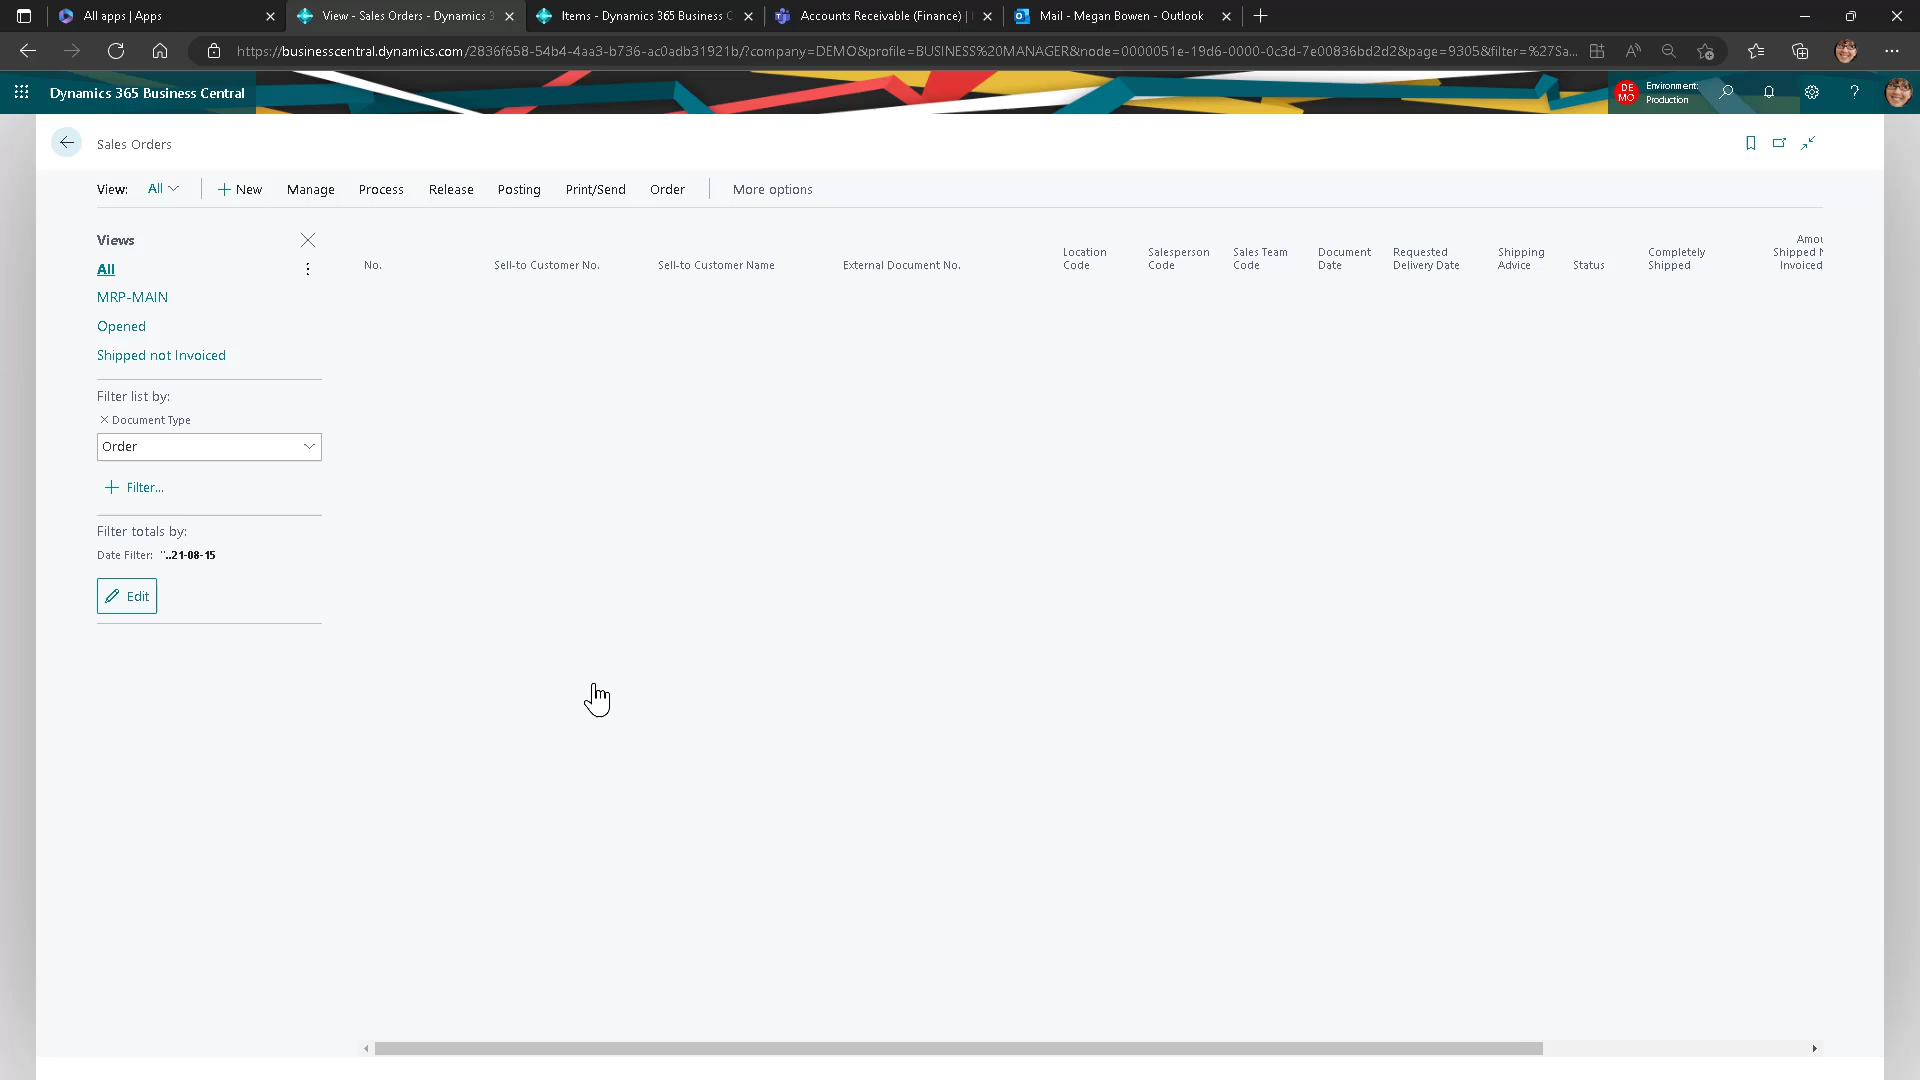 All apps | Apps
View - Sales Orders - Dynamics 3
Items - Dynamics 365 Business C
Accounts Receivable (Finance) |
Mail - Megan Bowen - Outlook
https://businesscentral.dynamics.com/2836f658-54b4-4aa3-b736-ac0adb31921b/?company=DEMO&profile=BUSINESS%20MANAGER&node=0000051e-19d6-0000-0c3d-7e00836bd2d2&page=9305&filter=%27Sa...
Dynamics 365 Business Central
DE
MO
Environment:
Production
?
Sales Orders
View: All
New
Manage
Process
Release
Posting
Print/Send
Order
More options
Views
All
MRP-MAIN
Opened
Shipped not Invoiced
Filter list by:
Document Type
Order
Filter...
Filter totals by:
Date Filter: ''..21-08-15
Edit
No.
Sell-to Customer No.
Sell-to Customer Name
External Document No.
Location
Code
Salesperson
Code
Sales Team
Code
Document
Date
Requested
Delivery Date
Shipping
Advice
Status
Completely
Shipped
Amou
Shipped N
Invoiced